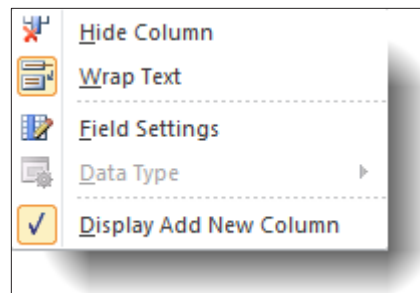 Hide Column
Wrap Text
Field Settings
Data Type
Display Add New Column